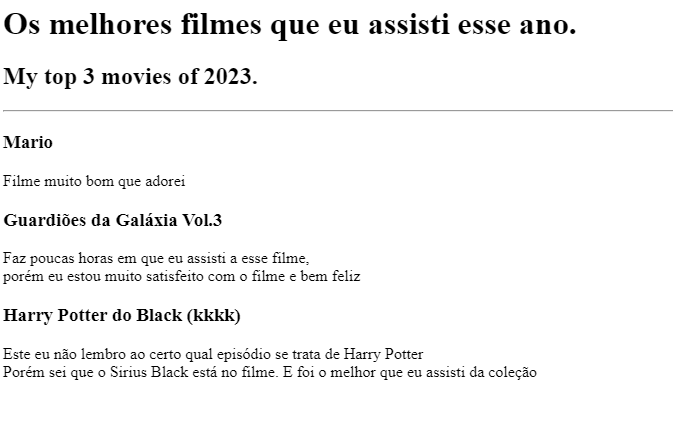 Os melhores filmes que eu assisti esse ano.
My top 3 movies of 2023.
Mario
Filme muito bom que adorei
Guardiões da Galáxia Vol.3
Faz poucas horas em que eu assisti a esse filme,
porém eu estou muito satisfeito com o filme e bem feliz
Harry Potter do Black (kkkk)
Este eu não lembro ao certo qual episódio se trata de Harry Potter
Porém sei que o Sirius Black está no filme. E foi o melhor que eu assisti da coleção